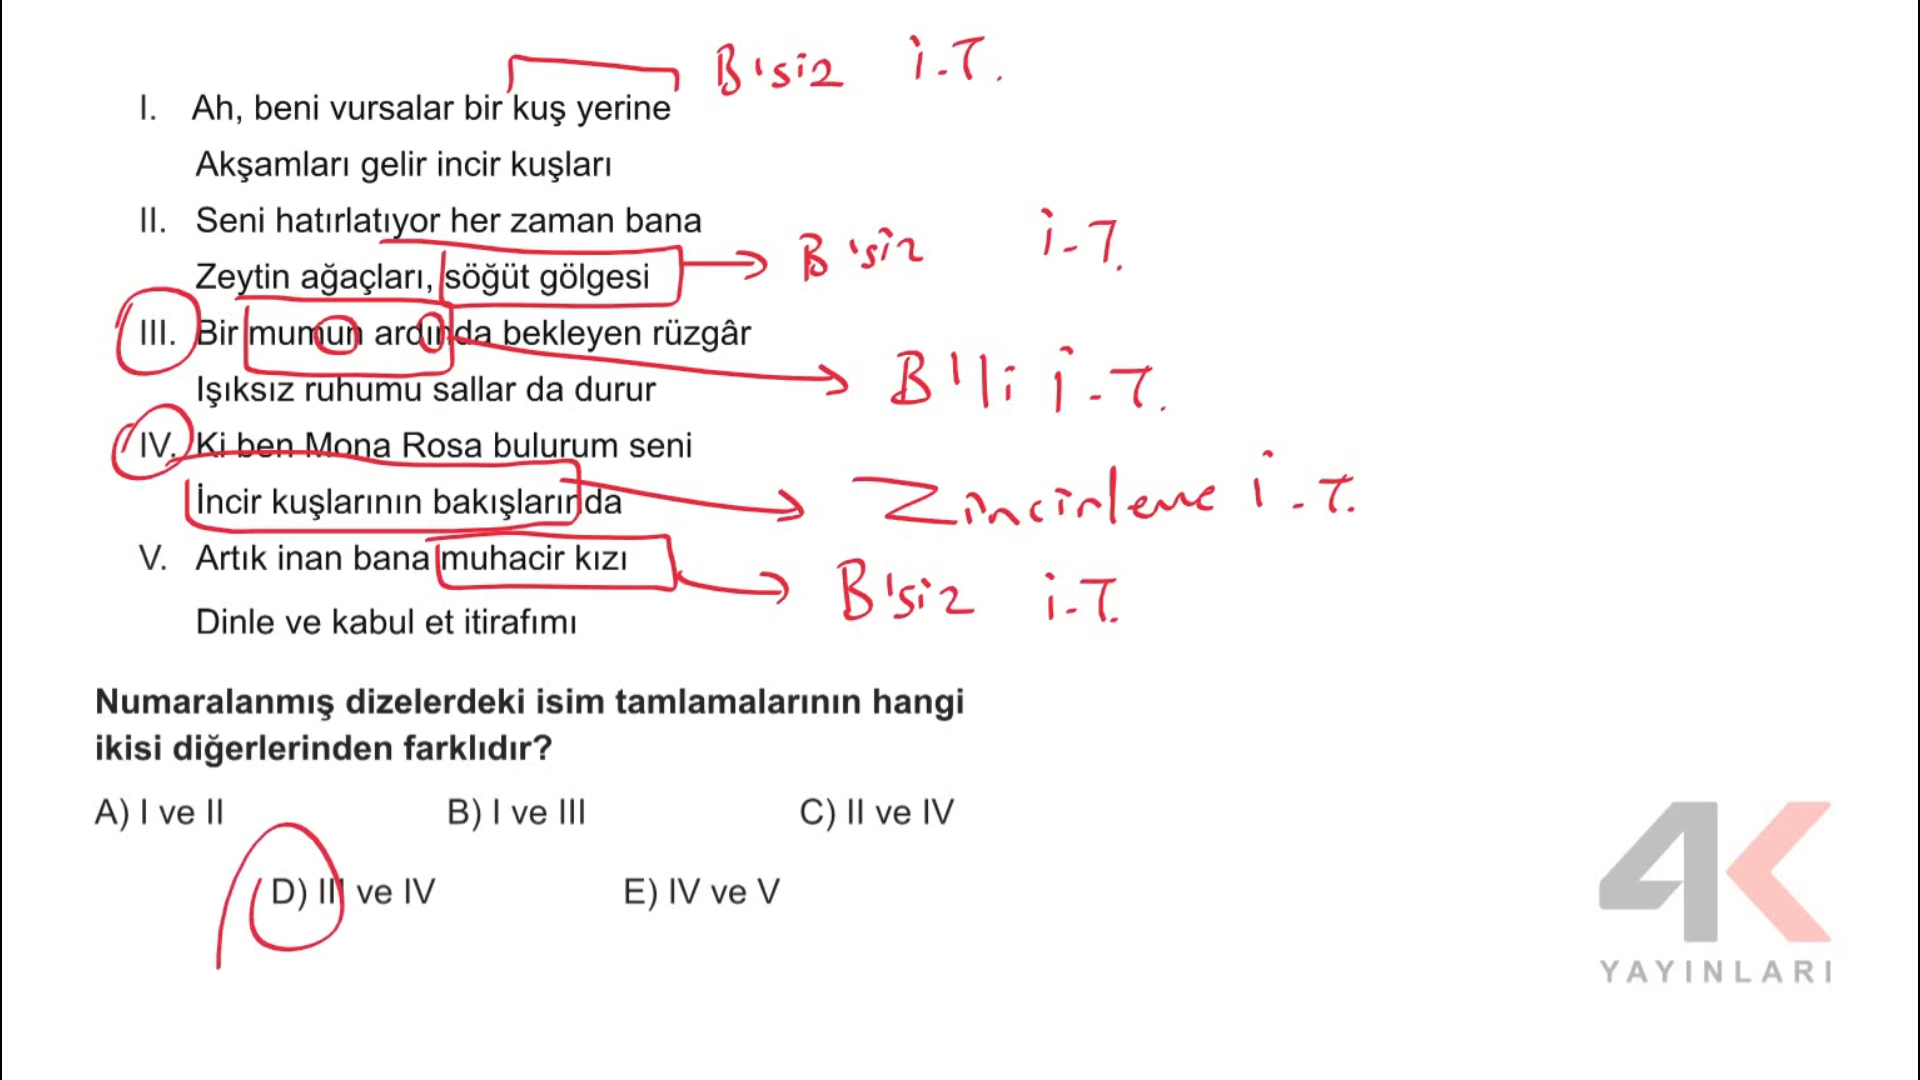 B'siz İ.T.
I. Ah, beni vursalar bir kuş yerine
Akşamları gelir incir kuşları
II. Seni hatırlatıyor her zaman bana
B'siz İ-T.
Zeytin ağaçları, söğüt gölgesi
III. Bir mumun ardında bekleyen rüzgâr
B'li İ-T.
Işıksız ruhumu sallar da durur
IV. Ki ben Mona Rosa bulurum seni
Zincirleme İ-T.
İncir kuşlarının bakışlarında
V. Artık inan bana muhacir kızı
B'siz İ-T.
Dinle ve kabul et itirafımı
Numaralanmış dizelerdeki isim tamlamalarının hangi
ikisi diğerlerinden farklıdır?
A) I ve II B) I ve III C) II ve IV
D) III ve IV E) IV ve V
4K
YAYINLARI